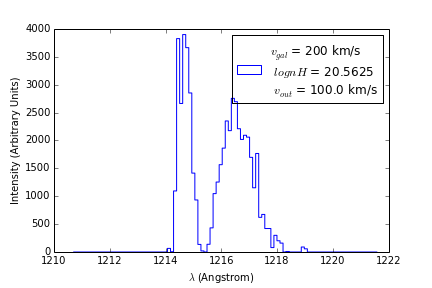 4000
3500
3000
2500
2000
1500
1000
500
0
Intensity (Arbitrary Units)
v_gal = 200 km/s
lognH = 20.5625
v_out = 100.0 km/s
1210 1212 1214 1216 1218 1220 1222
λ (Angstrom)